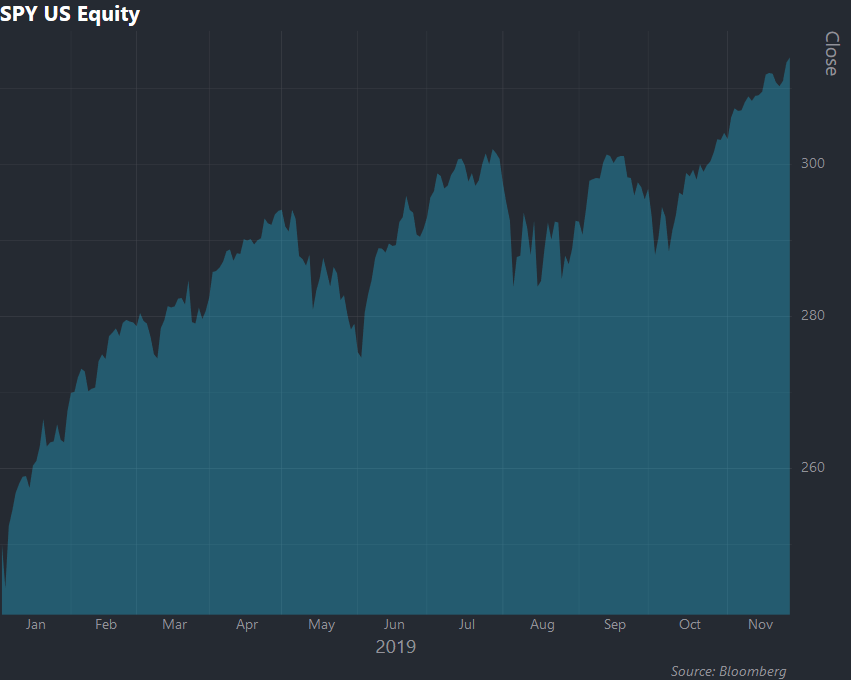 SPY US Equity
Close
300
280
260
Jan Feb Mar Apr May Jun Jul Aug Sep Oct Nov
2019
Source: Bloomberg